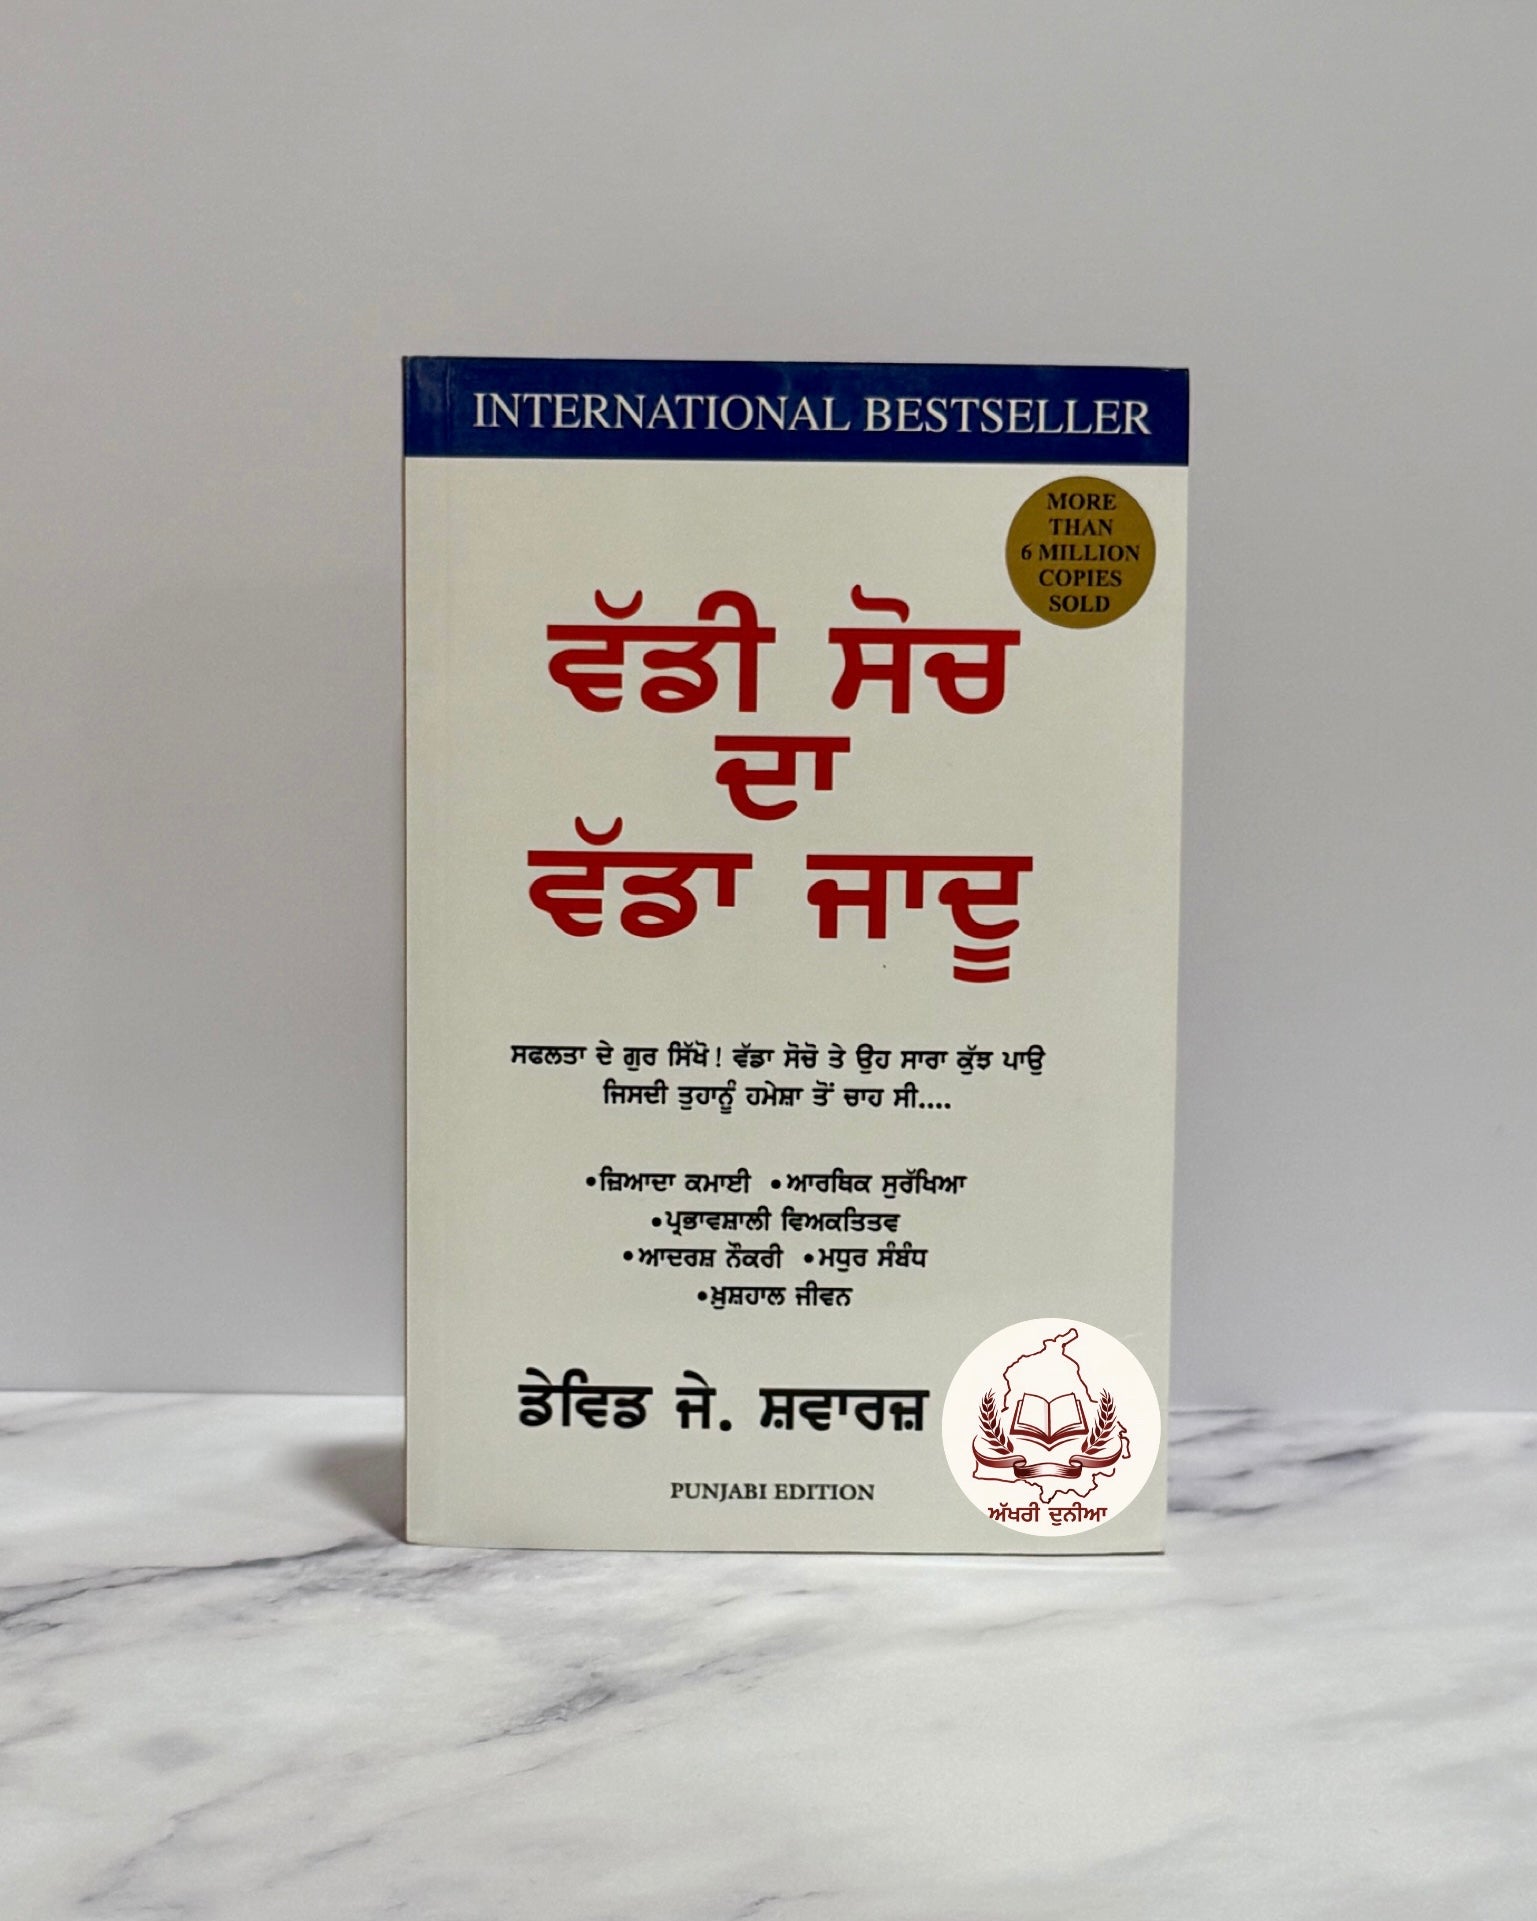 INTERNATIONAL BESTSELLER
MORE
THAN
6 MILLION
COPIES
SOLD
ਵੱਡੀ ਸੋਚ
ਦਾ
ਵੱਡਾ ਜਾਦੂ
ਸਫਲਤਾ ਦੇ ਗੁਰ ਸਿੱਖੋ! ਵੱਡਾ ਸੋਚੋ ਤੇ ਉਹ ਸਾਰਾ ਕੁੱਝ ਪਾਉ
ਜਿਸਦੀ ਤੁਹਾਨੂੰ ਹਮੇਸ਼ਾ ਤੋਂ ਚਾਹ ਸੀ....
•ਜ਼ਿਆਦਾ ਕਮਾਈ •ਆਰਥਿਕ ਸੁਰੱਖਿਆ
•ਪ੍ਰਭਾਵਸ਼ਾਲੀ ਵਿਅਕਤਿਤਵ
•ਆਦਰਸ਼ ਨੌਕਰੀ •ਮਧੁਰ ਸੰਬੰਧ
•ਖ਼ੁਸ਼ਹਾਲ ਜੀਵਨ
ਡੇਵਿਡ ਜੇ. ਸ਼ਵਾਰਜ਼
PUNJABI EDITION
ਅੱਖਰੀ ਦੁਨੀਆ